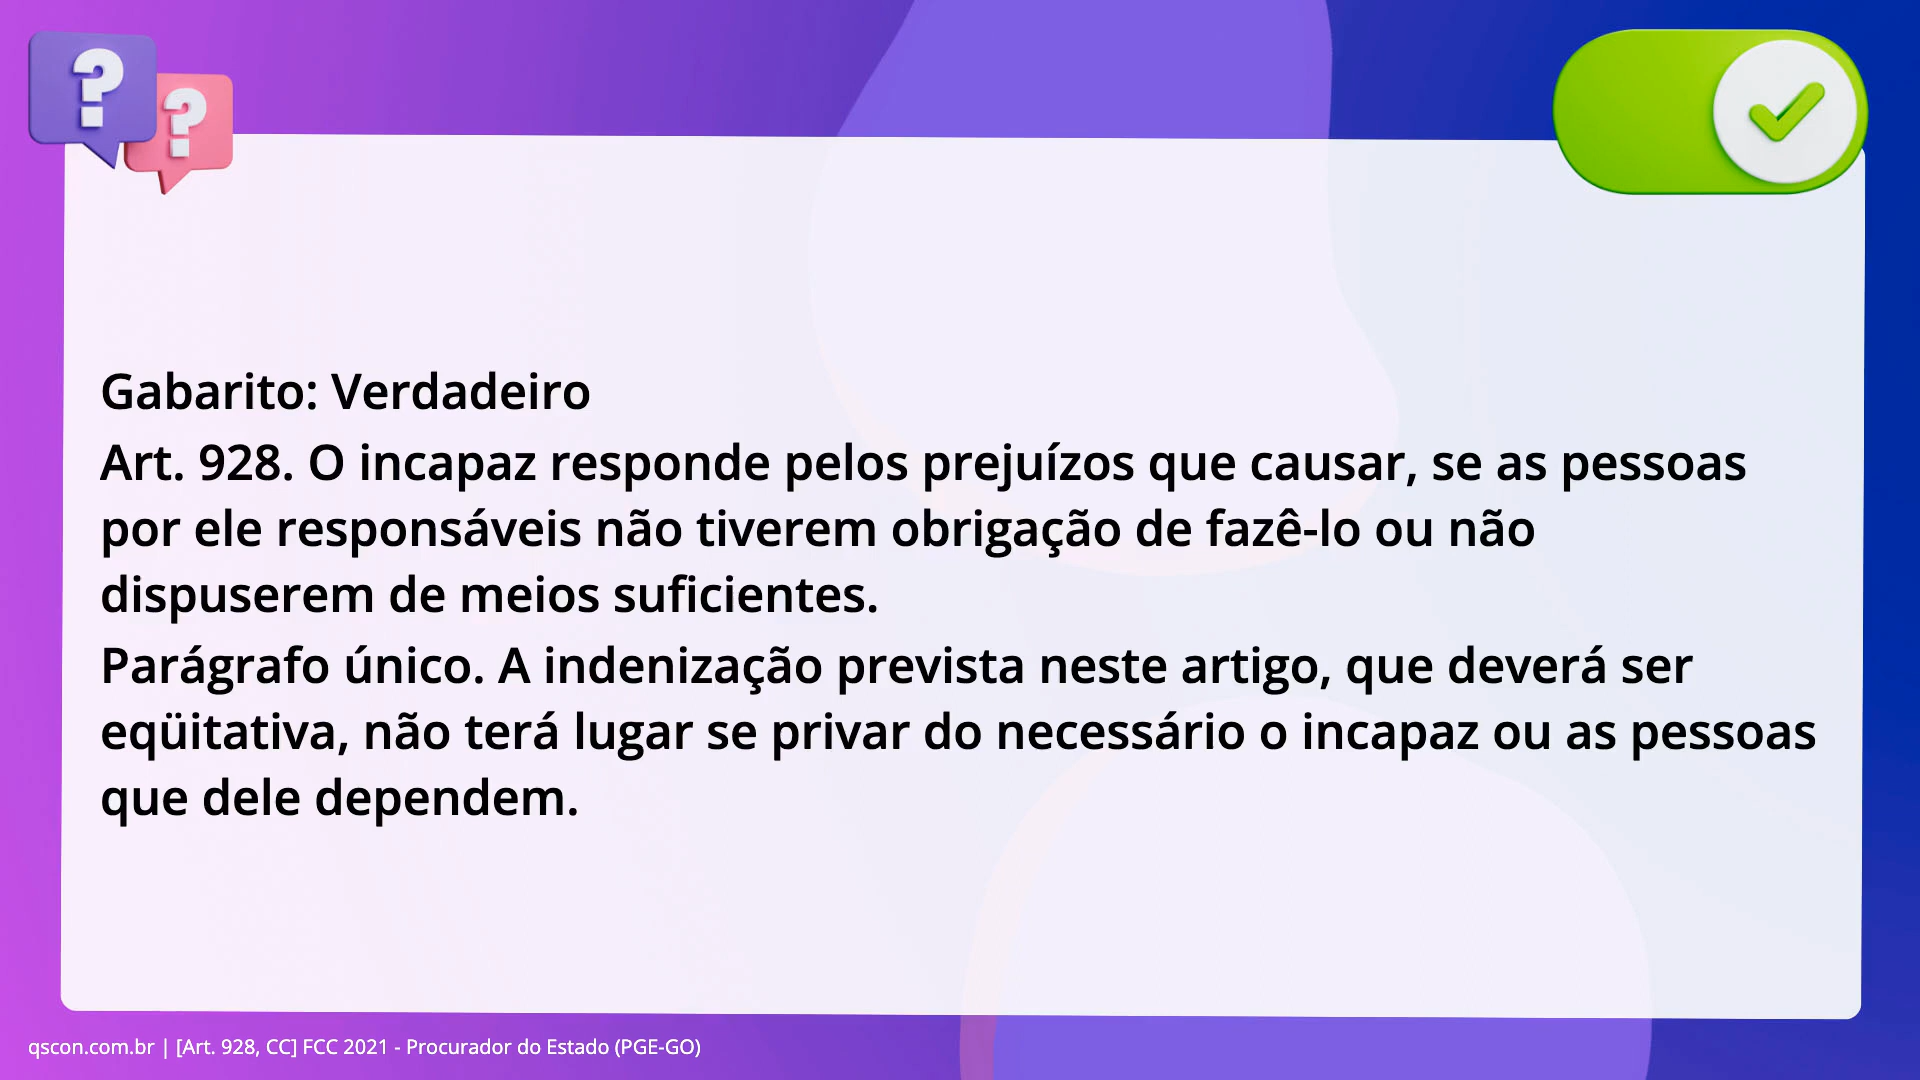 ?
?
Gabarito: Verdadeiro
Art. 928. O incapaz responde pelos prejuízos que causar, se as pessoas
por ele responsáveis não tiverem obrigação de fazê-lo ou não
dispuserem de meios suficientes.
Parágrafo único. A indenização prevista neste artigo, que deverá ser
eqüitativa, não terá lugar se privar do necessário o incapaz ou as pessoas
que dele dependem.
qscon.com.br | [Art. 928, CC] FCC 2021 - Procurador do Estado (PGE-GO)